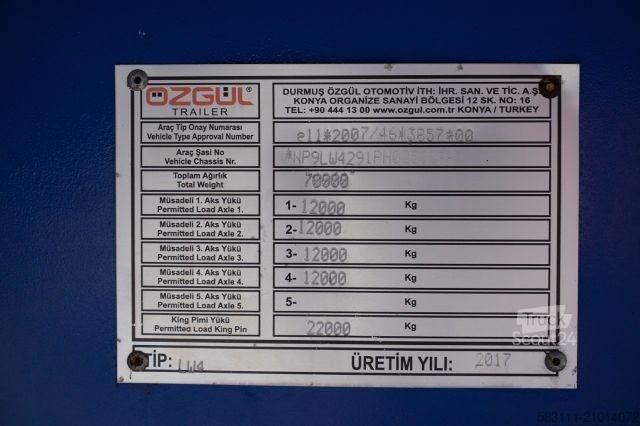 ÖZGÜL®
TRAILER
DURMUŞ ÖZGÜL OTOMOTİV İTH: İHR. SAN. VE TİC. A.Ş.
KONYA ORGANİZE SANAYİ BÖLGESİ 12 SK. NO: 16
TEL: +90 444 13 00 www.ozgul.com.tr KONYA / TURKEY
Araç Tip Onay Numarası
Vehicle Type Approval Number
e11*2007/46*3857*00
Araç Şasi No
Vehicle Chassis Nr.
Toplam Ağırlık
Total Weight
70000
Müsadeli 1. Aks Yükü
Permitted Load Axle 1.
1- 12000 Kg
Müsadeli 2. Aks Yükü
Permitted Load Axle 2.
2- 12000 Kg
Müsadeli 3. Aks Yükü
Permitted Load Axle 3.
3- 12000 Kg
Müsadeli 4. Aks Yükü
Permitted Load Axle 4.
4- 12000 Kg
Müsadeli 5. Aks Yükü
Permitted Load Axle 5.
5- Kg
King Pimi Yükü
Permitted Load King Pin
22000 Kg
TİP: LW4
ÜRETİM YILI: 2017
Truck
Scout24
583111-21014072